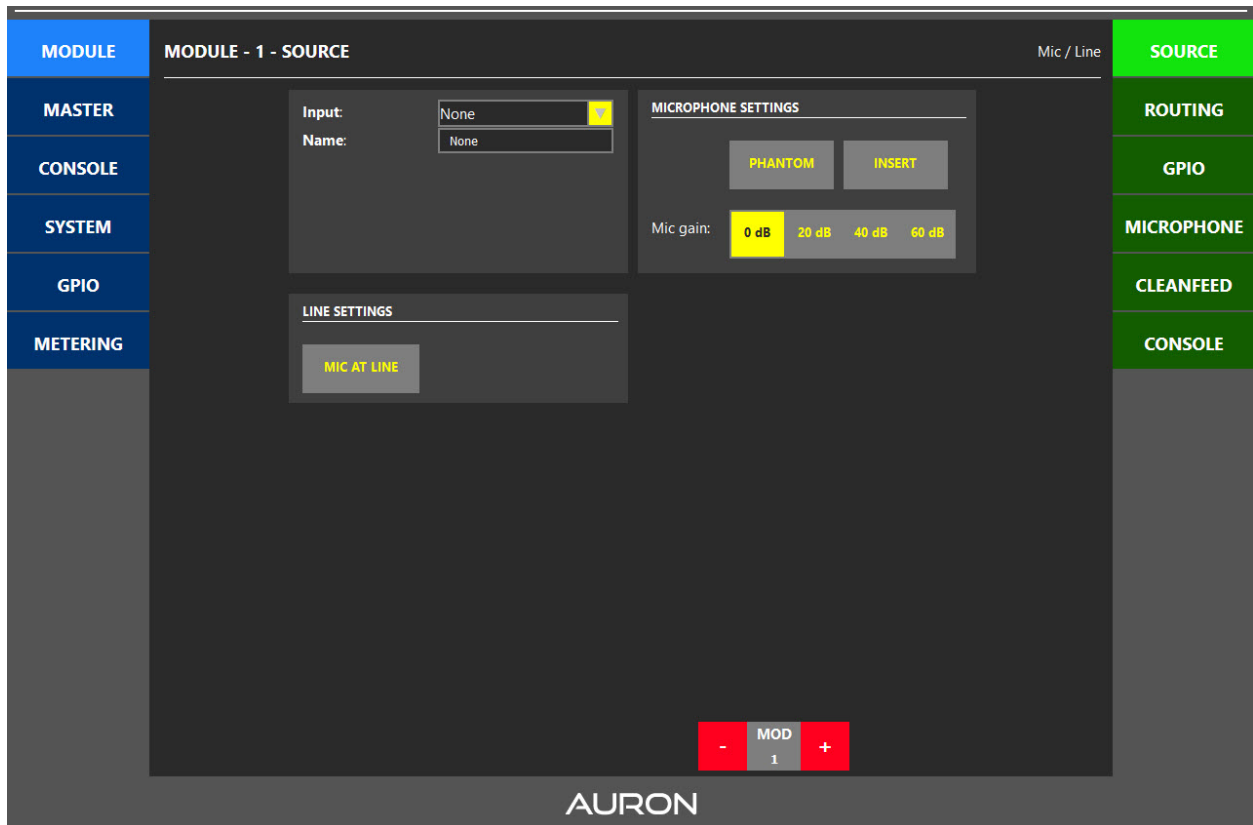 MODULE
MASTER
CONSOLE
SYSTEM
GPIO
METERING
MODULE - 1 - SOURCE
Mic / Line
Input:
None
Name:
None
MICROPHONE SETTINGS
PHANTOM
INSERT
Mic gain:
0 dB
20 dB
40 dB
60 dB
LINE SETTINGS
MIC AT LINE
-
MOD
1
+
SOURCE
ROUTING
GPIO
MICROPHONE
CLEANFEED
CONSOLE
AURON